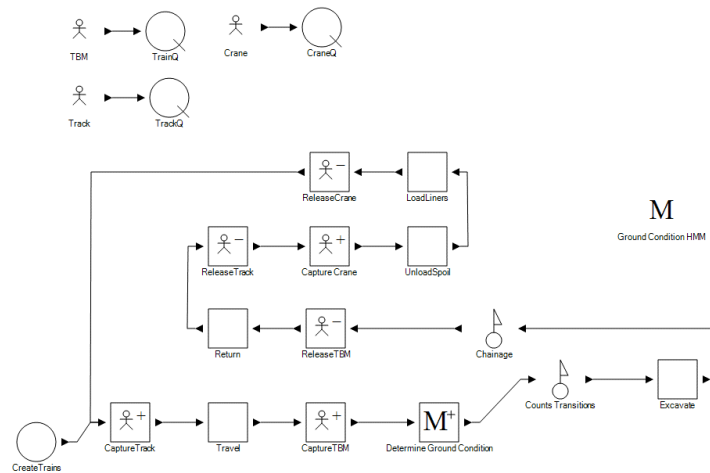 TBM
TrainQ
Crane
CraneQ
Track
TrackQ
ReleaseCrane
LoadLiners
M
Ground Condition HMM
ReleaseTrack
Capture Crane
UnloadSpoil
Return
ReleaseTBM
Chainage
CreateTrains
CaptureTrack
Travel
CaptureTBM
M+
Determine Ground Condition
Counts Transitions
Excavate